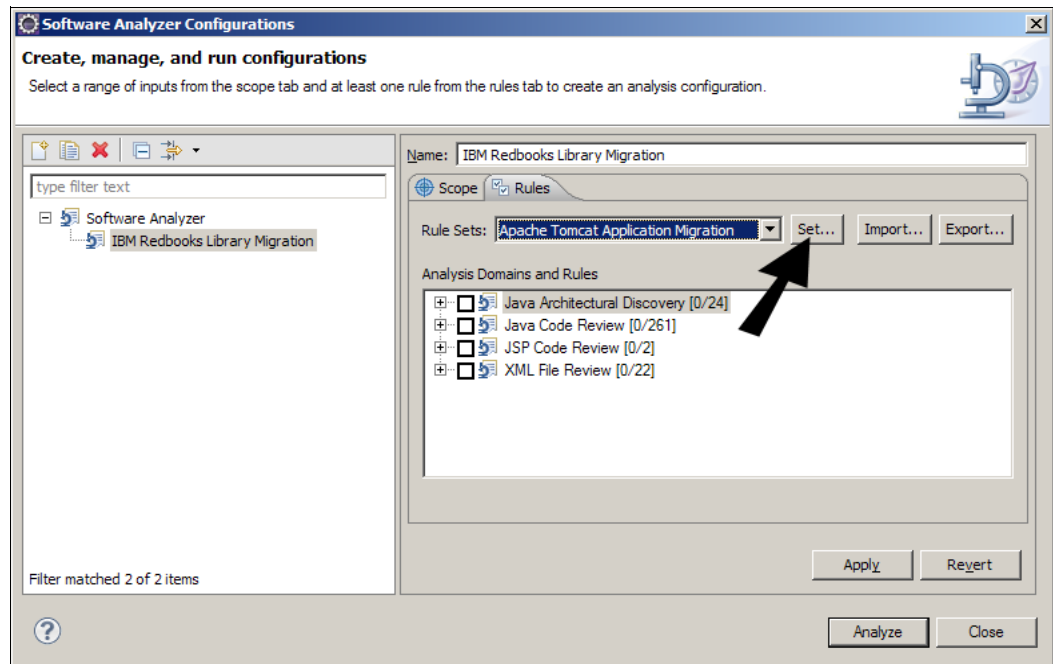 Software Analyzer Configurations
Create, manage, and run configurations
Select a range of inputs from the scope tab and at least one rule from the rules tab to create an analysis configuration.
type filter text
Software Analyzer
IBM Redbooks Library Migration
Filter matched 2 of 2 items
Name: IBM Redbooks Library Migration
Scope Rules
Rule Sets: Apache Tomcat Application Migration Set... Import... Export...
Analysis Domains and Rules
Java Architectural Discovery [0/24]
Java Code Review [0/261]
JSP Code Review [0/2]
XML File Review [0/22]
Apply Revert
Analyze Close